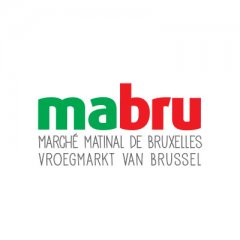 mabru
MARCHÉ MATINAL DE BRUXELLES
VROEGMARKT VAN BRUSSEL